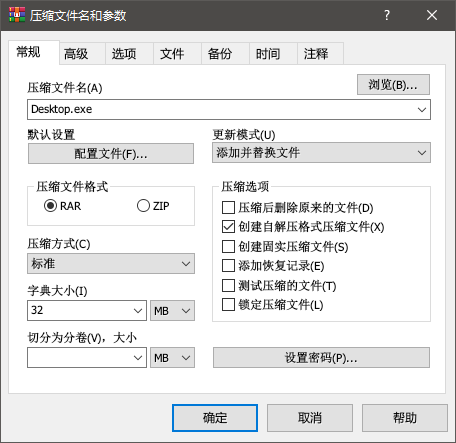 压缩文件名和参数
常规 高级 选项 文件 备份 时间 注释
压缩文件名(A)
浏览(B)...
Desktop.exe
默认设置
配置文件(F)...
更新模式(U)
添加并替换文件
压缩文件格式
RAR ZIP
压缩选项
压缩后删除原来的文件(D)
创建自解压格式压缩文件(X)
创建固实压缩文件(S)
添加恢复记录(E)
测试压缩的文件(T)
锁定压缩文件(L)
压缩方式(C)
标准
字典大小(I)
32 MB
切分为分卷(V)，大小
MB
设置密码(P)...
确定 取消 帮助